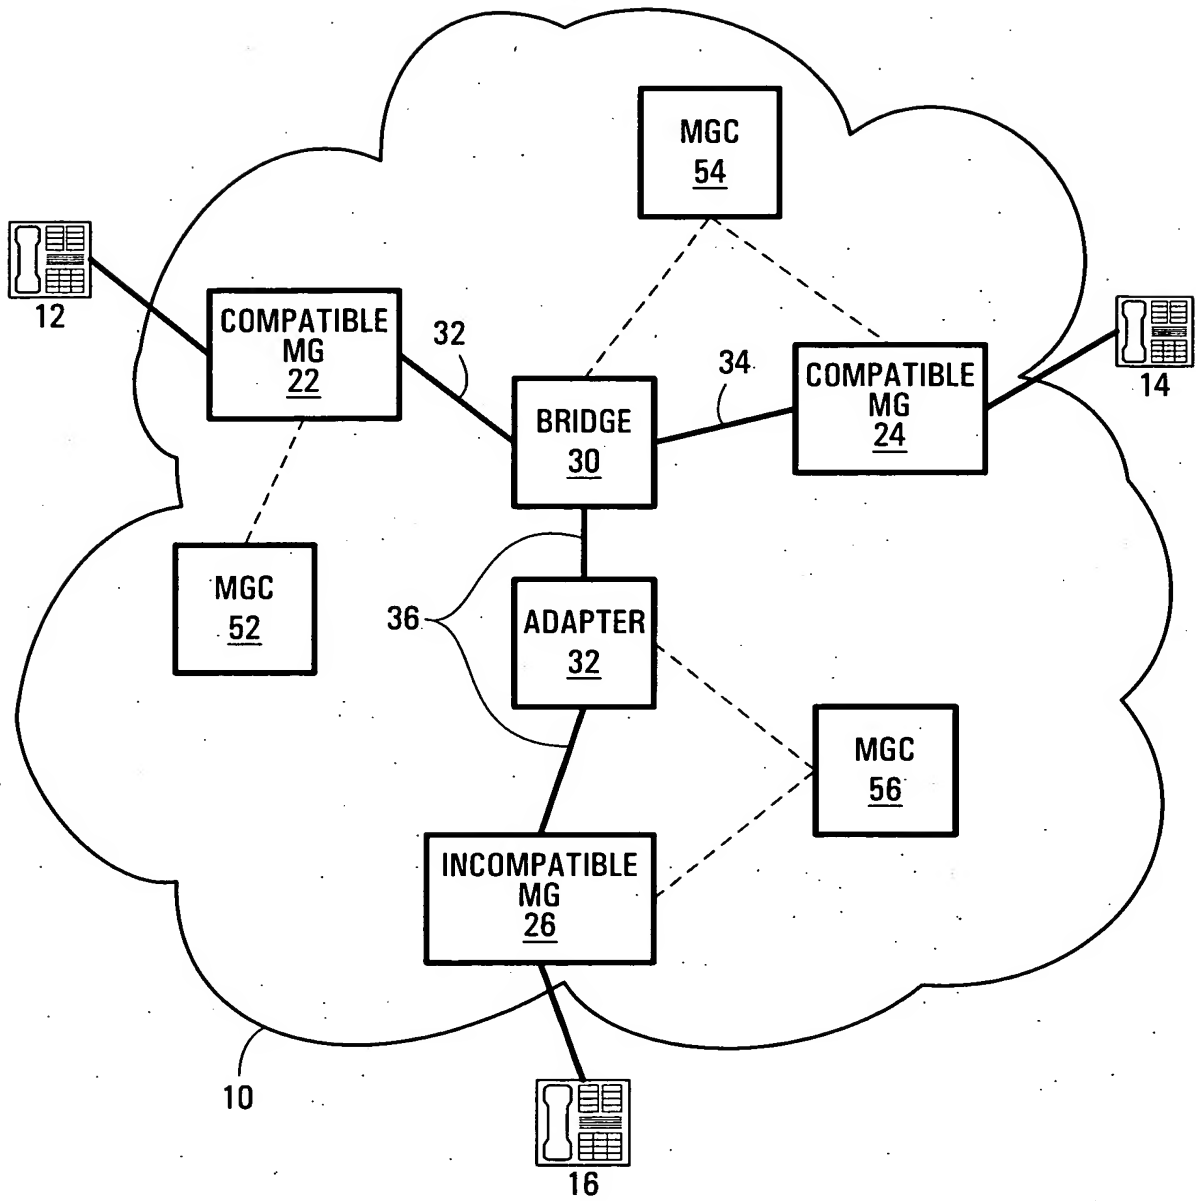 MGC
54
12
COMPATIBLE
MG
22
32
34
COMPATIBLE
MG
24
14
BRIDGE
30
MGC
52
36
ADAPTER
32
MGC
56
INCOMPATIBLE
MG
26
10
16